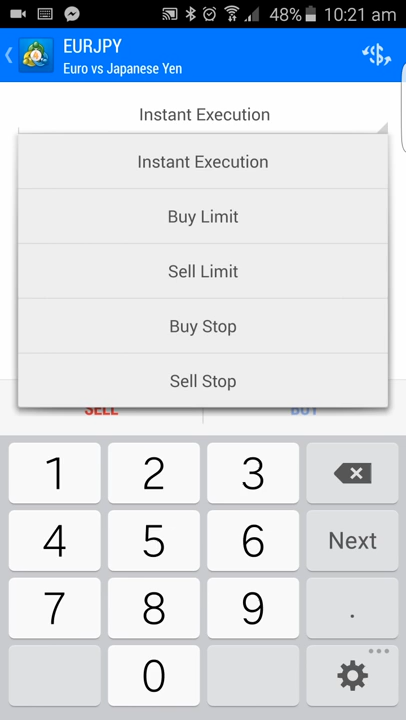 48% 10:21 am
EURJPY
Euro vs Japanese Yen
Instant Execution
Instant Execution
Buy Limit
Sell Limit
Buy Stop
Sell Stop
SELL BUY
1 2 3
4 5 6 Next
7 8 9 .
0